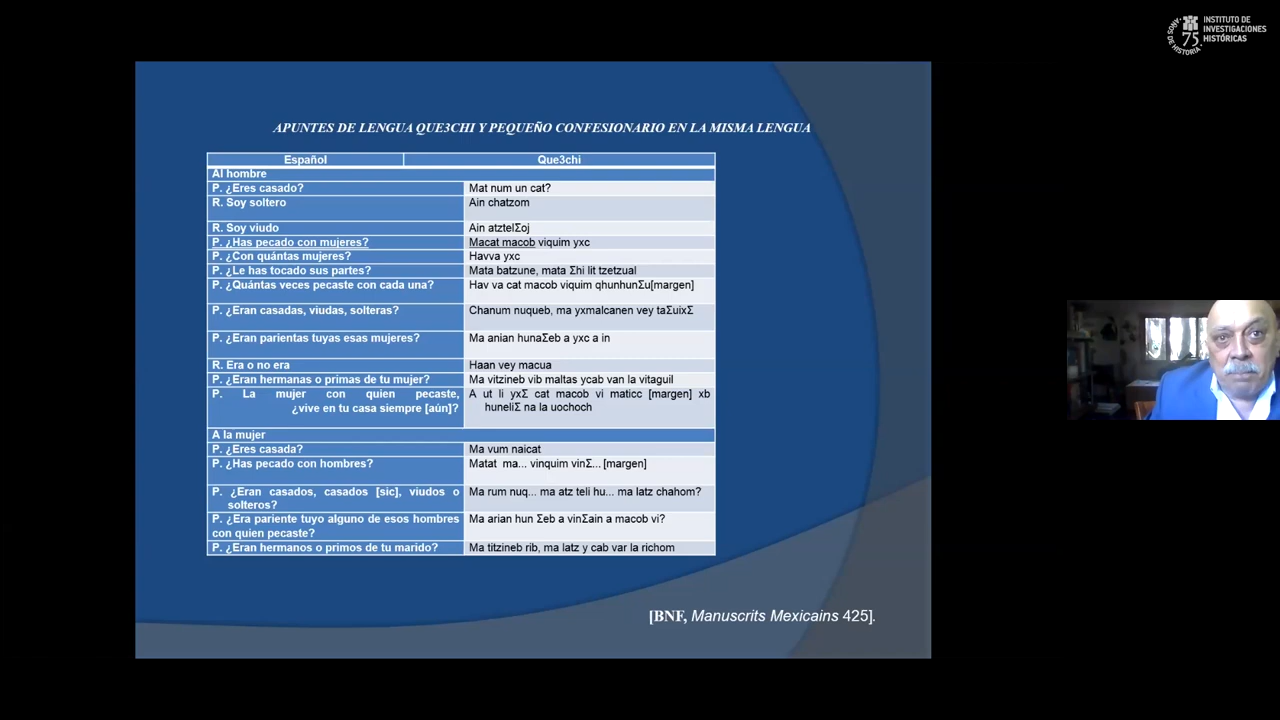 INSTITUTO DE
INVESTIGACIONES
HISTÓRICAS
75
AÑOS DE HISTORIA
APUNTES DE LENGUA QUE3CHI Y PEQUEÑO CONFESIONARIO EN LA MISMA LENGUA
Español Que3chi
Al hombre
P. ¿Eres casado? Mat num un cat?
R. Soy soltero Ain chatzom
R. Soy viudo Ain atztelΣoj
P. ¿Has pecado con mujeres? Macat macob viquim yxc
P. ¿Con quántas mujeres? Havva yxc
P. ¿Le has tocado sus partes? Mata batzune, mata Σhi lit tzetzual
P. ¿Quántas veces pecaste con cada una? Hav va cat macob viquim qhunhunΣu[margen]
P. ¿Eran casadas, viudas, solteras? Chanum nuqueb, ma yxmalcanen vey taΣuixΣ
P. ¿Eran parientas tuyas esas mujeres? Ma anian hunaΣeb a yxc a in
R. Era o no era Haan vey macua
P. ¿Eran hermanas o primas de tu mujer? Ma vitzineb vib maltas ycab van la vitaguil
P. La mujer con quien pecaste, A ut li yxΣ cat macob vi maticc [margen] xb
¿vive en tu casa siempre [aún]? huneliΣ na la uochoch
A la mujer
P. ¿Eres casada? Ma vum naicat
P. ¿Has pecado con hombres? Matat ma... vinquim vinΣ... [margen]
P. ¿Eran casados, casados [sic], viudos o Ma rum nuq... ma atz teli hu... ma latz chahom?
solteros?
P. ¿Era pariente tuyo alguno de esos hombres Ma arian hun Σeb a vinΣain a macob vi?
con quien pecaste?
P. ¿Eran hermanos o primos de tu marido? Ma titzineb rib, ma latz y cab var la richom
[BNF, Manuscrits Mexicains 425].